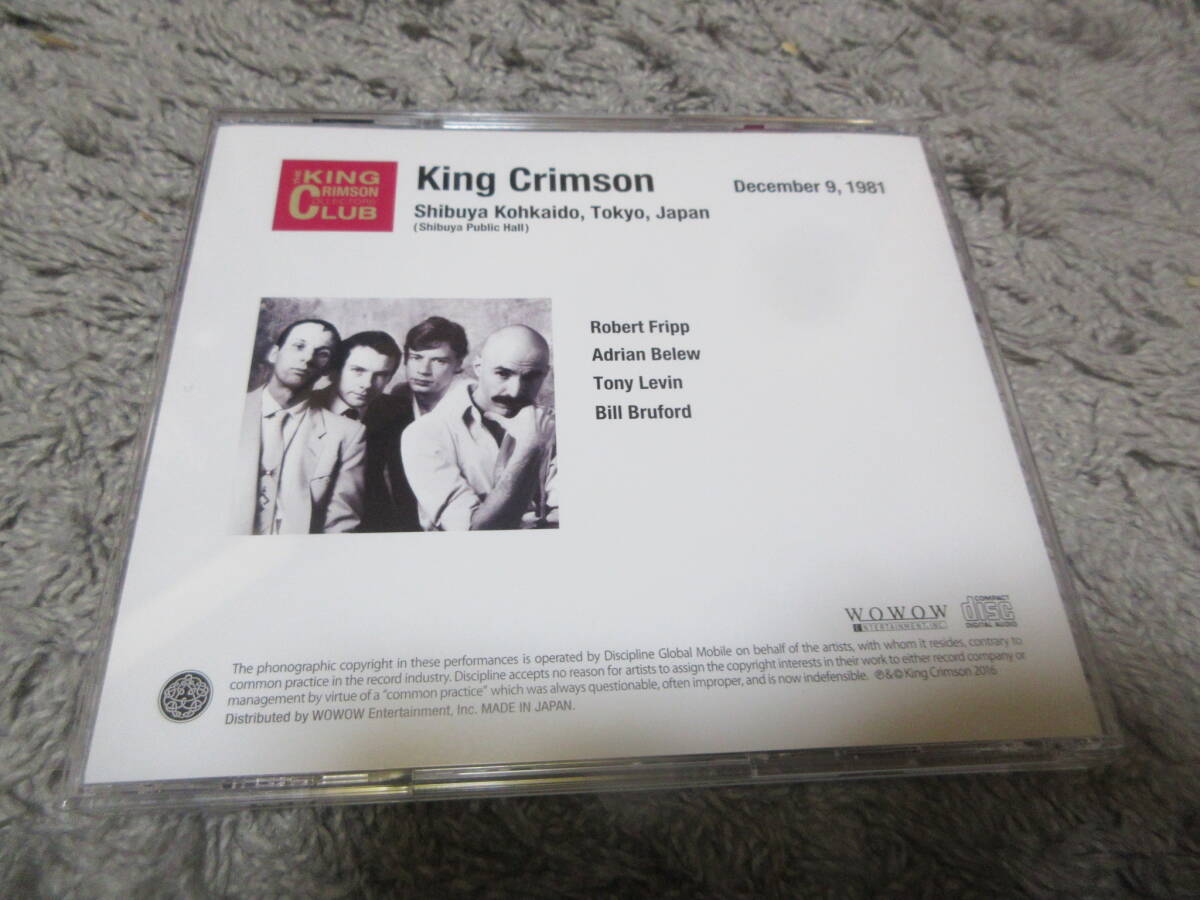 THE KING
CRIMSON
COLLECTORS
CLUB
King Crimson
December 9, 1981
Shibuya Kohkaido, Tokyo, Japan
(Shibuya Public Hall)
Robert Fripp
Adrian Belew
Tony Levin
Bill Bruford
WOWOW
ENTERTAINMENT, INC.
COMPACT
disc
DIGITAL AUDIO
The phonographic copyright in these performances is operated by Discipline Global Mobile on behalf of the artists, with whom it resides, contrary to
common practice in the record industry. Discipline accepts no reason for artists to assign the copyright interests in their work to either record company or
management by virtue of a “common practice” which was always questionable, often improper, and is now indefensible. ℗&© King Crimson 2016
Distributed by WOWOW Entertainment, Inc. MADE IN JAPAN.